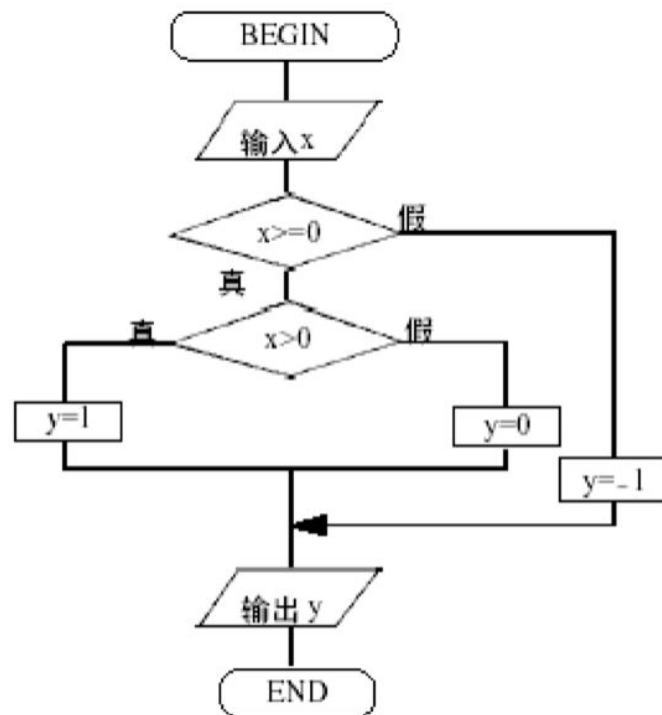 BEGIN
输入x
x>=0
假
真
真
x>0
假
y=1
y=0
y=-1
输出 y
END